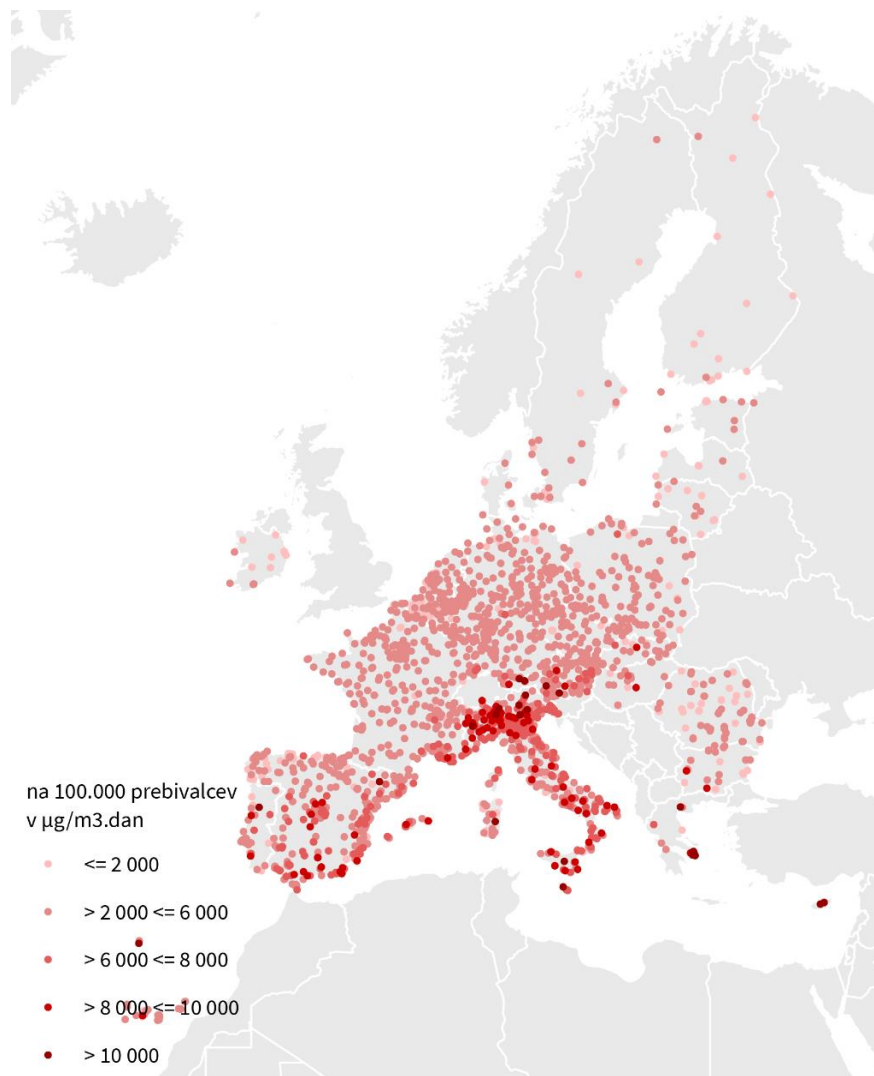 na 100.000 prebivalcev
v µg/m3.dan
<= 2 000
> 2 000 <= 6 000
> 6 000 <= 8 000
> 8 000 <= 10 000
> 10 000